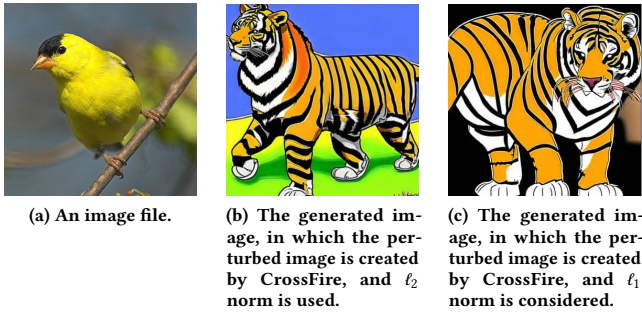 (a) An image file.
(b) The generated im-
age, in which the per-
turbed image is created
by CrossFire, and ℓ2
norm is used.
(c) The generated im-
age, in which the per-
turbed image is created
by CrossFire, and ℓ1
norm is considered.